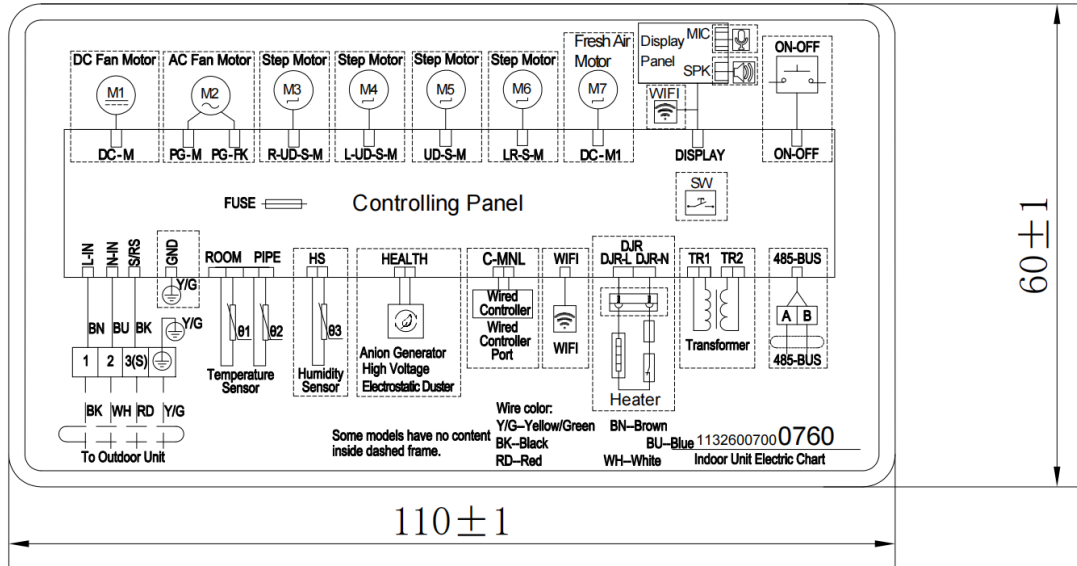 DC Fan Motor
AC Fan Motor
Step Motor
Step Motor
Step Motor
Step Motor
Fresh Air
Motor
Display
Panel
MIC
SPK
ON-OFF
M1
M2
M3
M4
M5
M6
M7
WIFI
DC-M
PG-M
PG-FK
R-UD-S-M
L-UD-S-M
UD-S-M
LR-S-M
DC-M1
DISPLAY
ON-OFF
SW
FUSE
Controlling Panel
L-IN
N-IN
S/RS
GND
ROOM
PIPE
HS
HEALTH
C-MNL
WIFI
DJR
DJR-L
DJR-N
TR1
TR2
485-BUS
Y/G
BN
BU
BK
Y/G
θ1
θ2
θ3
Wired
Controller
Wired
Controller
Port
WIFI
A
B
485-BUS
Transformer
1
2
3(S)
Temperature
Sensor
Humidity
Sensor
Anion Generator
High Voltage
Electrostatic Duster
Heater
BK
WH
RD
Y/G
To Outdoor Unit
Some models have no content
inside dashed frame.
Wire color:
Y/G--Yellow/Green
BN--Brown
BK--Black
BU--Blue
RD--Red
WH--White
11326007000760
Indoor Unit Electric Chart
110±1
60±1